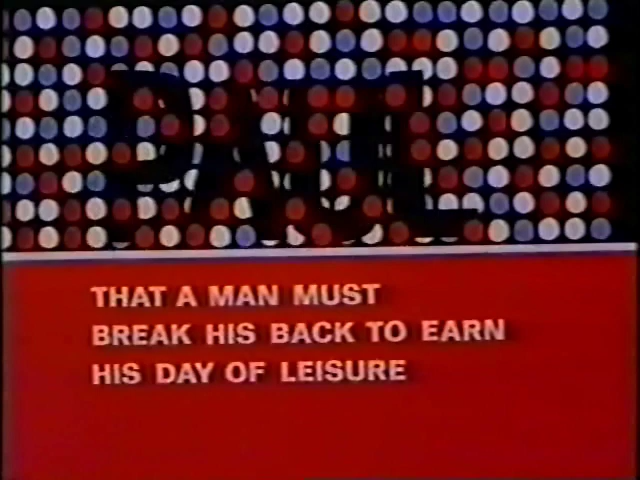 PAUL
THAT A MAN MUST
BREAK HIS BACK TO EARN
HIS DAY OF LEISURE